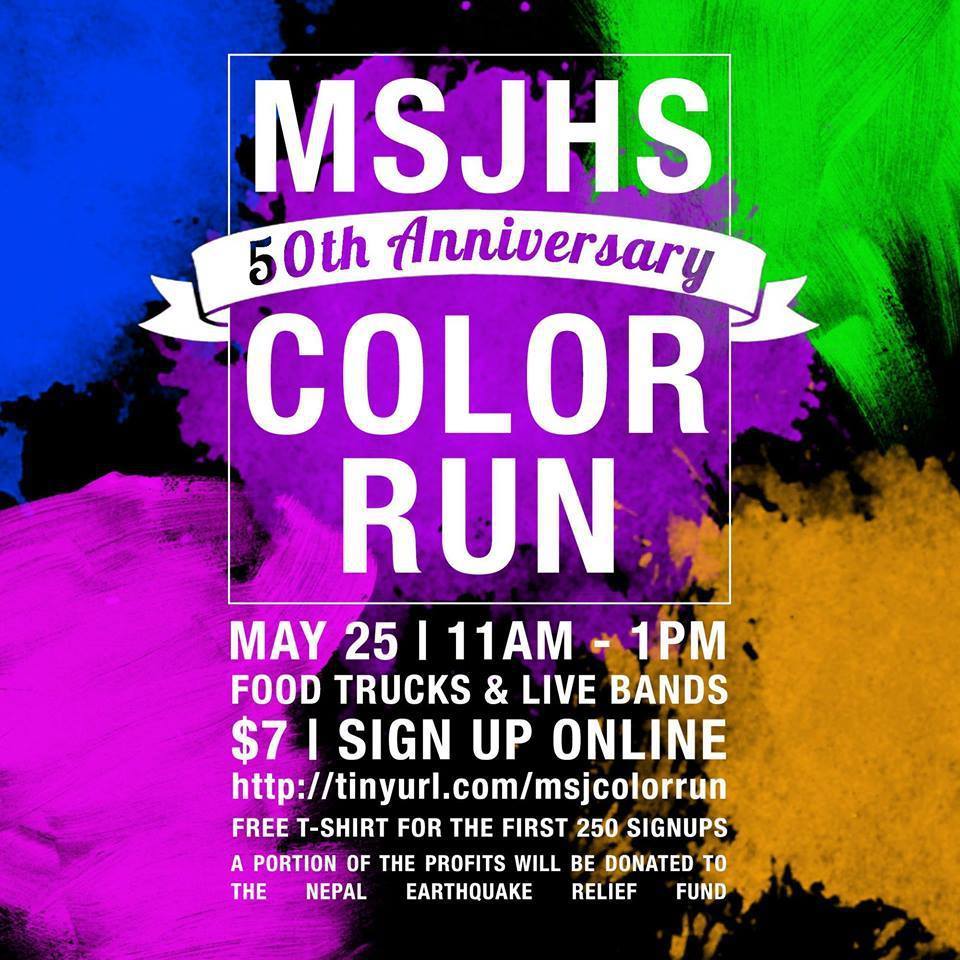 MSJHS
50th Anniversary
COLOR
RUN
MAY 25 | 11AM - 1PM
FOOD TRUCKS & LIVE BANDS
$7 | SIGN UP ONLINE
http://tinyurl.com/msjcolorrun
FREE T-SHIRT FOR THE FIRST 250 SIGNUPS
A PORTION OF THE PROFITS WILL BE DONATED TO
THE NEPAL EARTHQUAKE RELIEF FUND